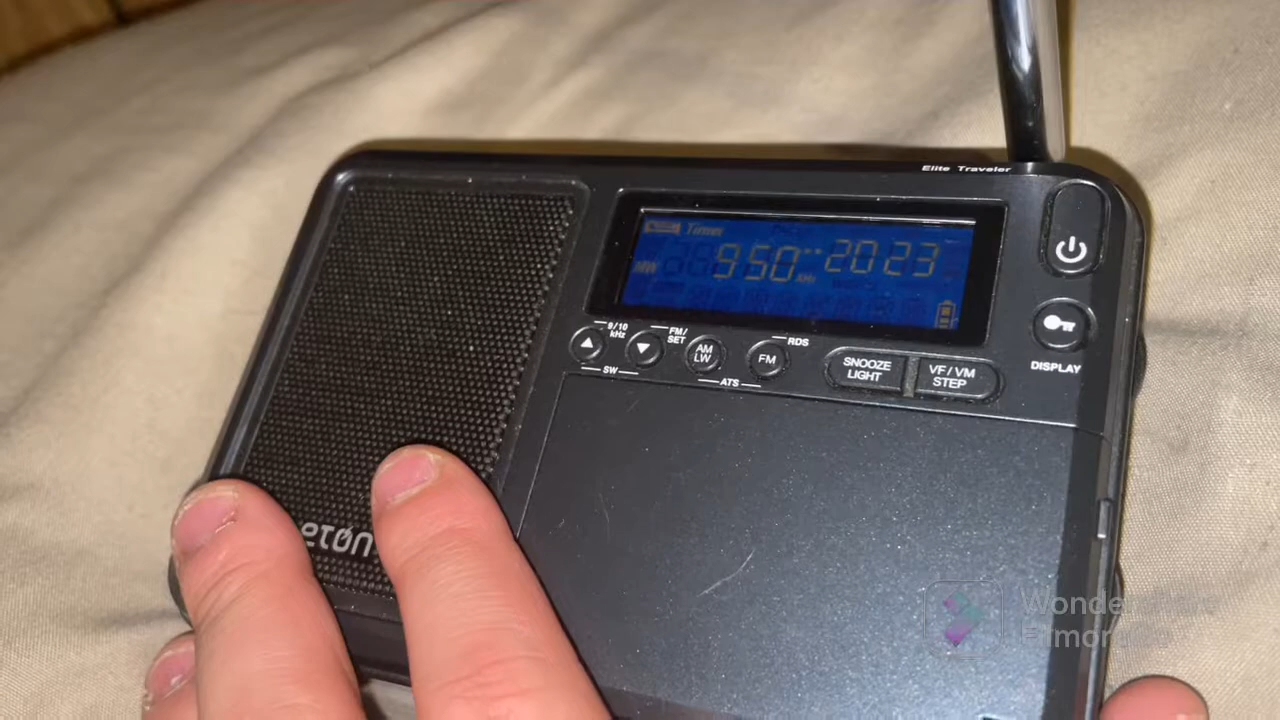 Elite Traveler
Timer
MW 950 kHz 2023
9/10
kHz
FM/
SET
AM
LW
FM
RDS
SW
ATS
SNOOZE
LIGHT
VF / VM
STEP
DISPLAY
etón
Wondershare
Filmora